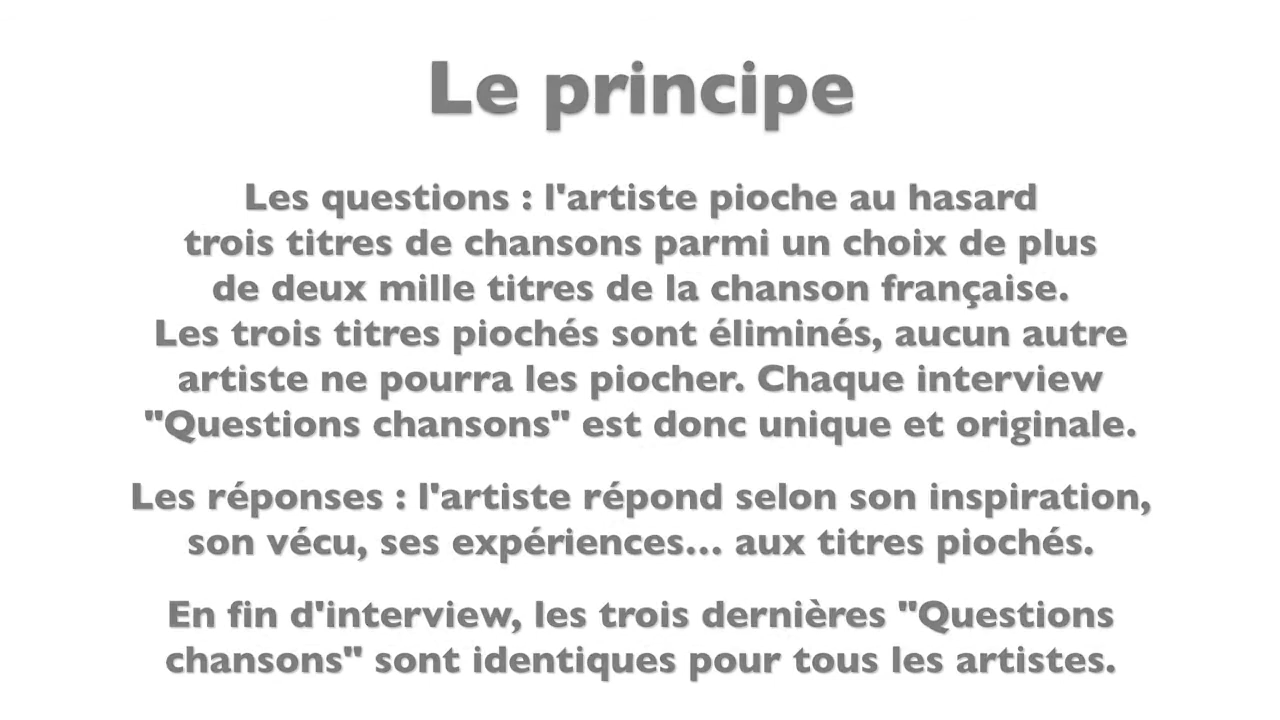 Le principe
Les questions : l'artiste pioche au hasard
trois titres de chansons parmi un choix de plus
de deux mille titres de la chanson française.
Les trois titres piochés sont éliminés, aucun autre
artiste ne pourra les piocher. Chaque interview
"Questions chansons" est donc unique et originale.
Les réponses : l'artiste répond selon son inspiration,
son vécu, ses expériences... aux titres piochés.
En fin d'interview, les trois dernières "Questions
chansons" sont identiques pour tous les artistes.